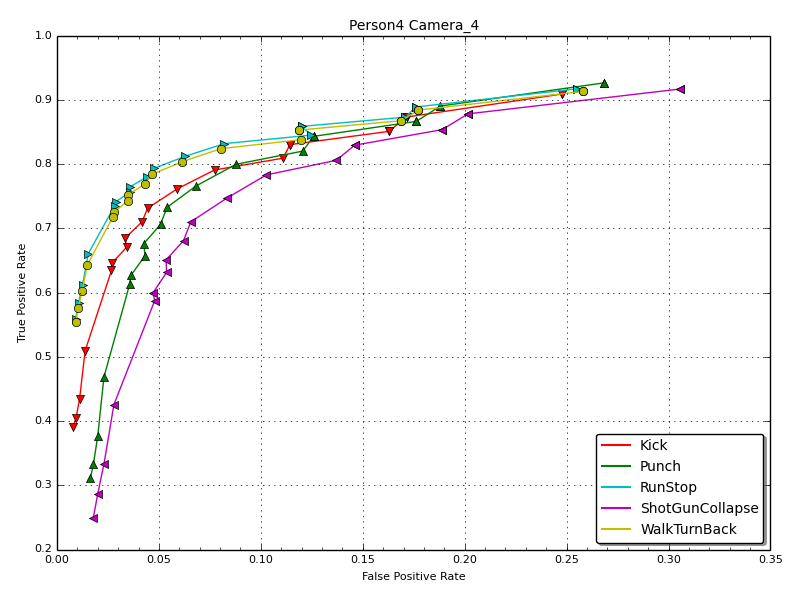 Person4 Camera_4
1.0
0.9
0.8
0.7
0.6
0.5
0.4
0.3
0.2
True Positive Rate
Kick
Punch
RunStop
ShotGunCollapse
WalkTurnBack
0.00 0.05 0.10 0.15 0.20 0.25 0.30 0.35
False Positive Rate